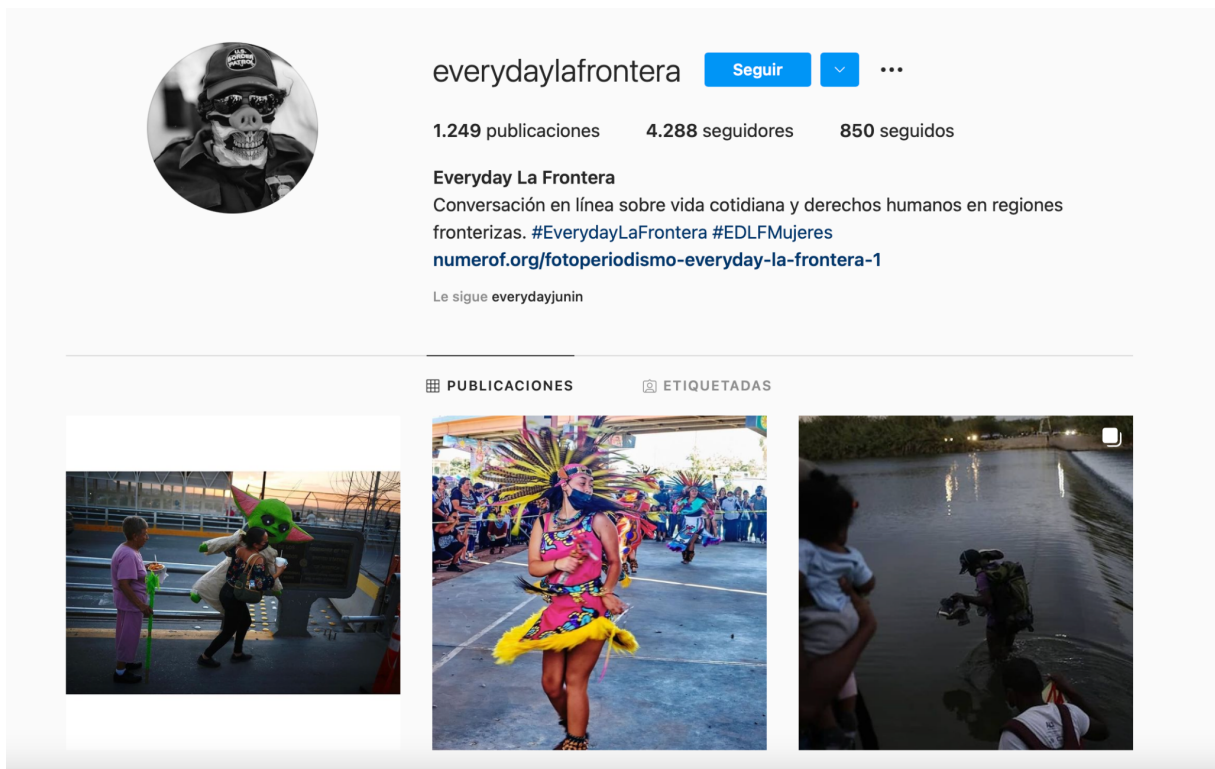 U.S.
BORDER
PATROL
everydaylafrontera
Seguir
1.249 publicaciones 4.288 seguidores 850 seguidos
Everyday La Frontera
Conversación en línea sobre vida cotidiana y derechos humanos en regiones
fronterizas. #EverydayLaFrontera #EDLFMujeres
numerof.org/fotoperiodismo-everyday-la-frontera-1
Le sigue everydayjunin
PUBLICACIONES ETIQUETADAS